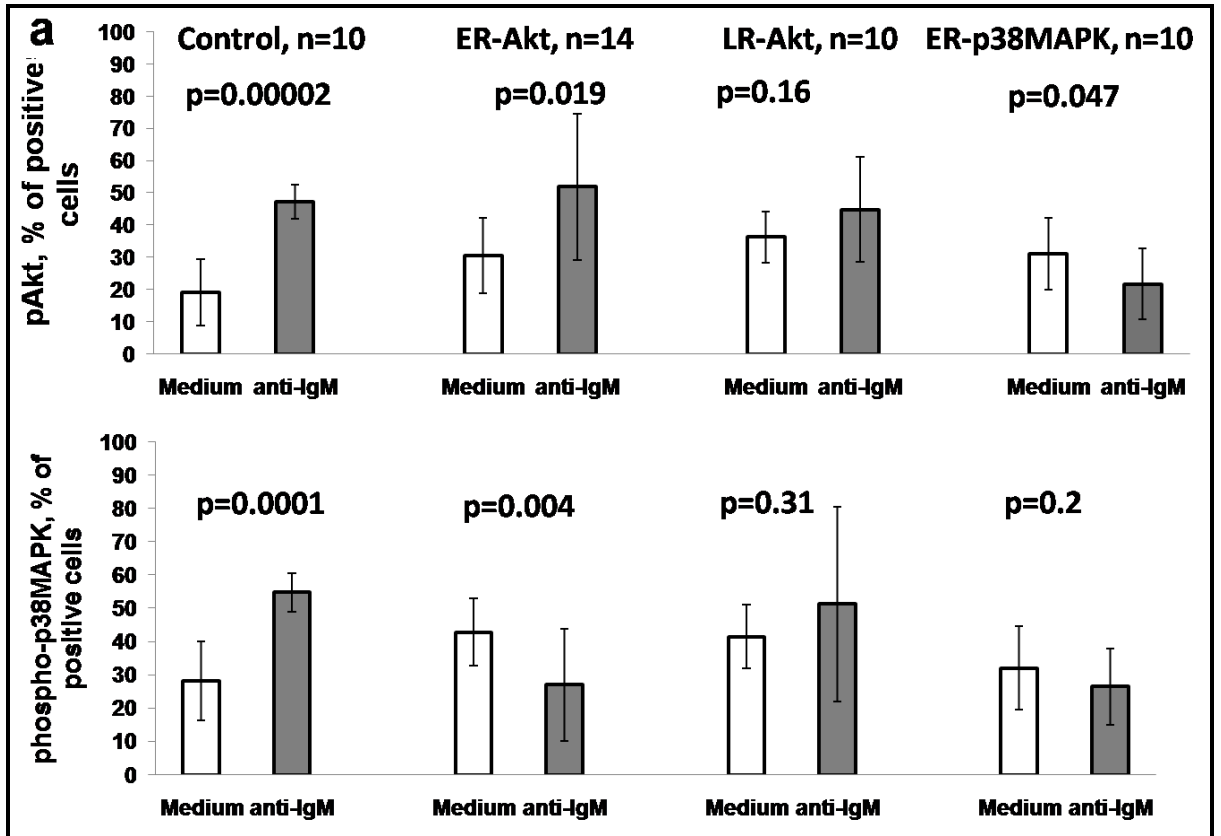 a
Control, n=10 ER-Akt, n=14 LR-Akt, n=10 ER-p38MAPK, n=10
p=0.00002 p=0.019 p=0.16 p=0.047
pAkt, % of positive
cells
100
90
80
70
60
50
40
30
20
10
0
Medium anti-IgM Medium anti-IgM Medium anti-IgM Medium anti-IgM
p=0.0001 p=0.004 p=0.31 p=0.2
phospho-p38MAPK, % of
positive cells
100
90
80
70
60
50
40
30
20
10
0
Medium anti-IgM Medium anti-IgM Medium anti-IgM Medium anti-IgM